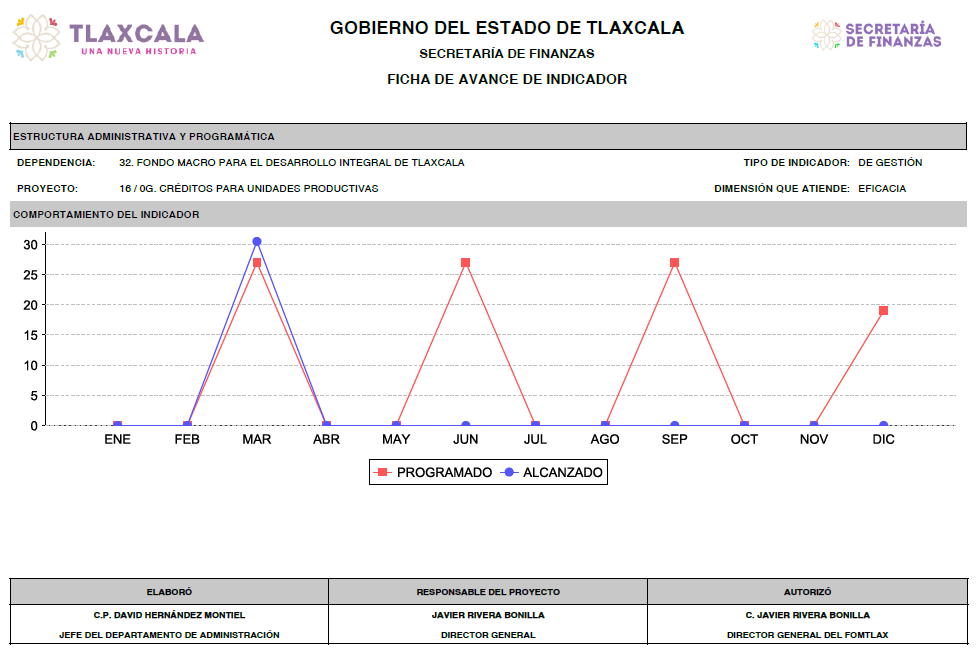 TLAXCALA
UNA NUEVA HISTORIA
GOBIERNO DEL ESTADO DE TLAXCALA
SECRETARÍA DE FINANZAS
FICHA DE AVANCE DE INDICADOR
SECRETARÍA
DE FINANZAS
ESTRUCTURA ADMINISTRATIVA Y PROGRAMÁTICA
DEPENDENCIA: 32. FONDO MACRO PARA EL DESARROLLO INTEGRAL DE TLAXCALA TIPO DE INDICADOR: DE GESTIÓN
PROYECTO: 16 / 0G. CRÉDITOS PARA UNIDADES PRODUCTIVAS DIMENSIÓN QUE ATIENDE: EFICACIA
COMPORTAMIENTO DEL INDICADOR
30
25
20
15
10
5
0
ENE FEB MAR ABR MAY JUN JUL AGO SEP OCT NOV DIC
PROGRAMADO ALCANZADO
ELABORÓ RESPONSABLE DEL PROYECTO AUTORIZÓ
C.P. DAVID HERNÁNDEZ MONTIEL JAVIER RIVERA BONILLA C. JAVIER RIVERA BONILLA
JEFE DEL DEPARTAMENTO DE ADMINISTRACIÓN DIRECTOR GENERAL DIRECTOR GENERAL DEL FOMTLAX